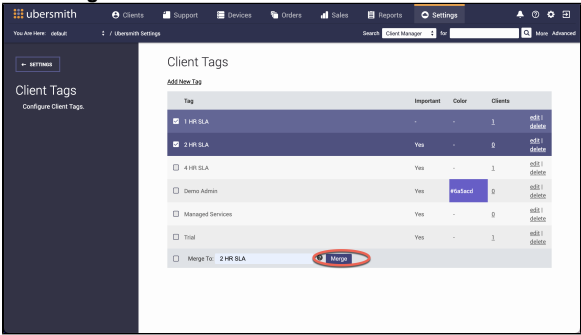 ubersmith Clients Support Devices Orders Sales Reports Settings
You Are Here: default / Ubersmith Settings Search Client Manager for More Advanced
← SETTINGS
Client Tags
Configure Client Tags.
Client Tags
Add New Tag
Tag Important Color Clients
1 HR SLA - - 1 edit | delete
2 HR SLA Yes - 0 edit | delete
4 HR SLA - - 1 edit | delete
Demo Admin Yes #6a5acd 0 edit | delete
Managed Services Yes - 0 edit | delete
Trial Yes - 1 edit | delete
Merge To: 2 HR SLA Merge